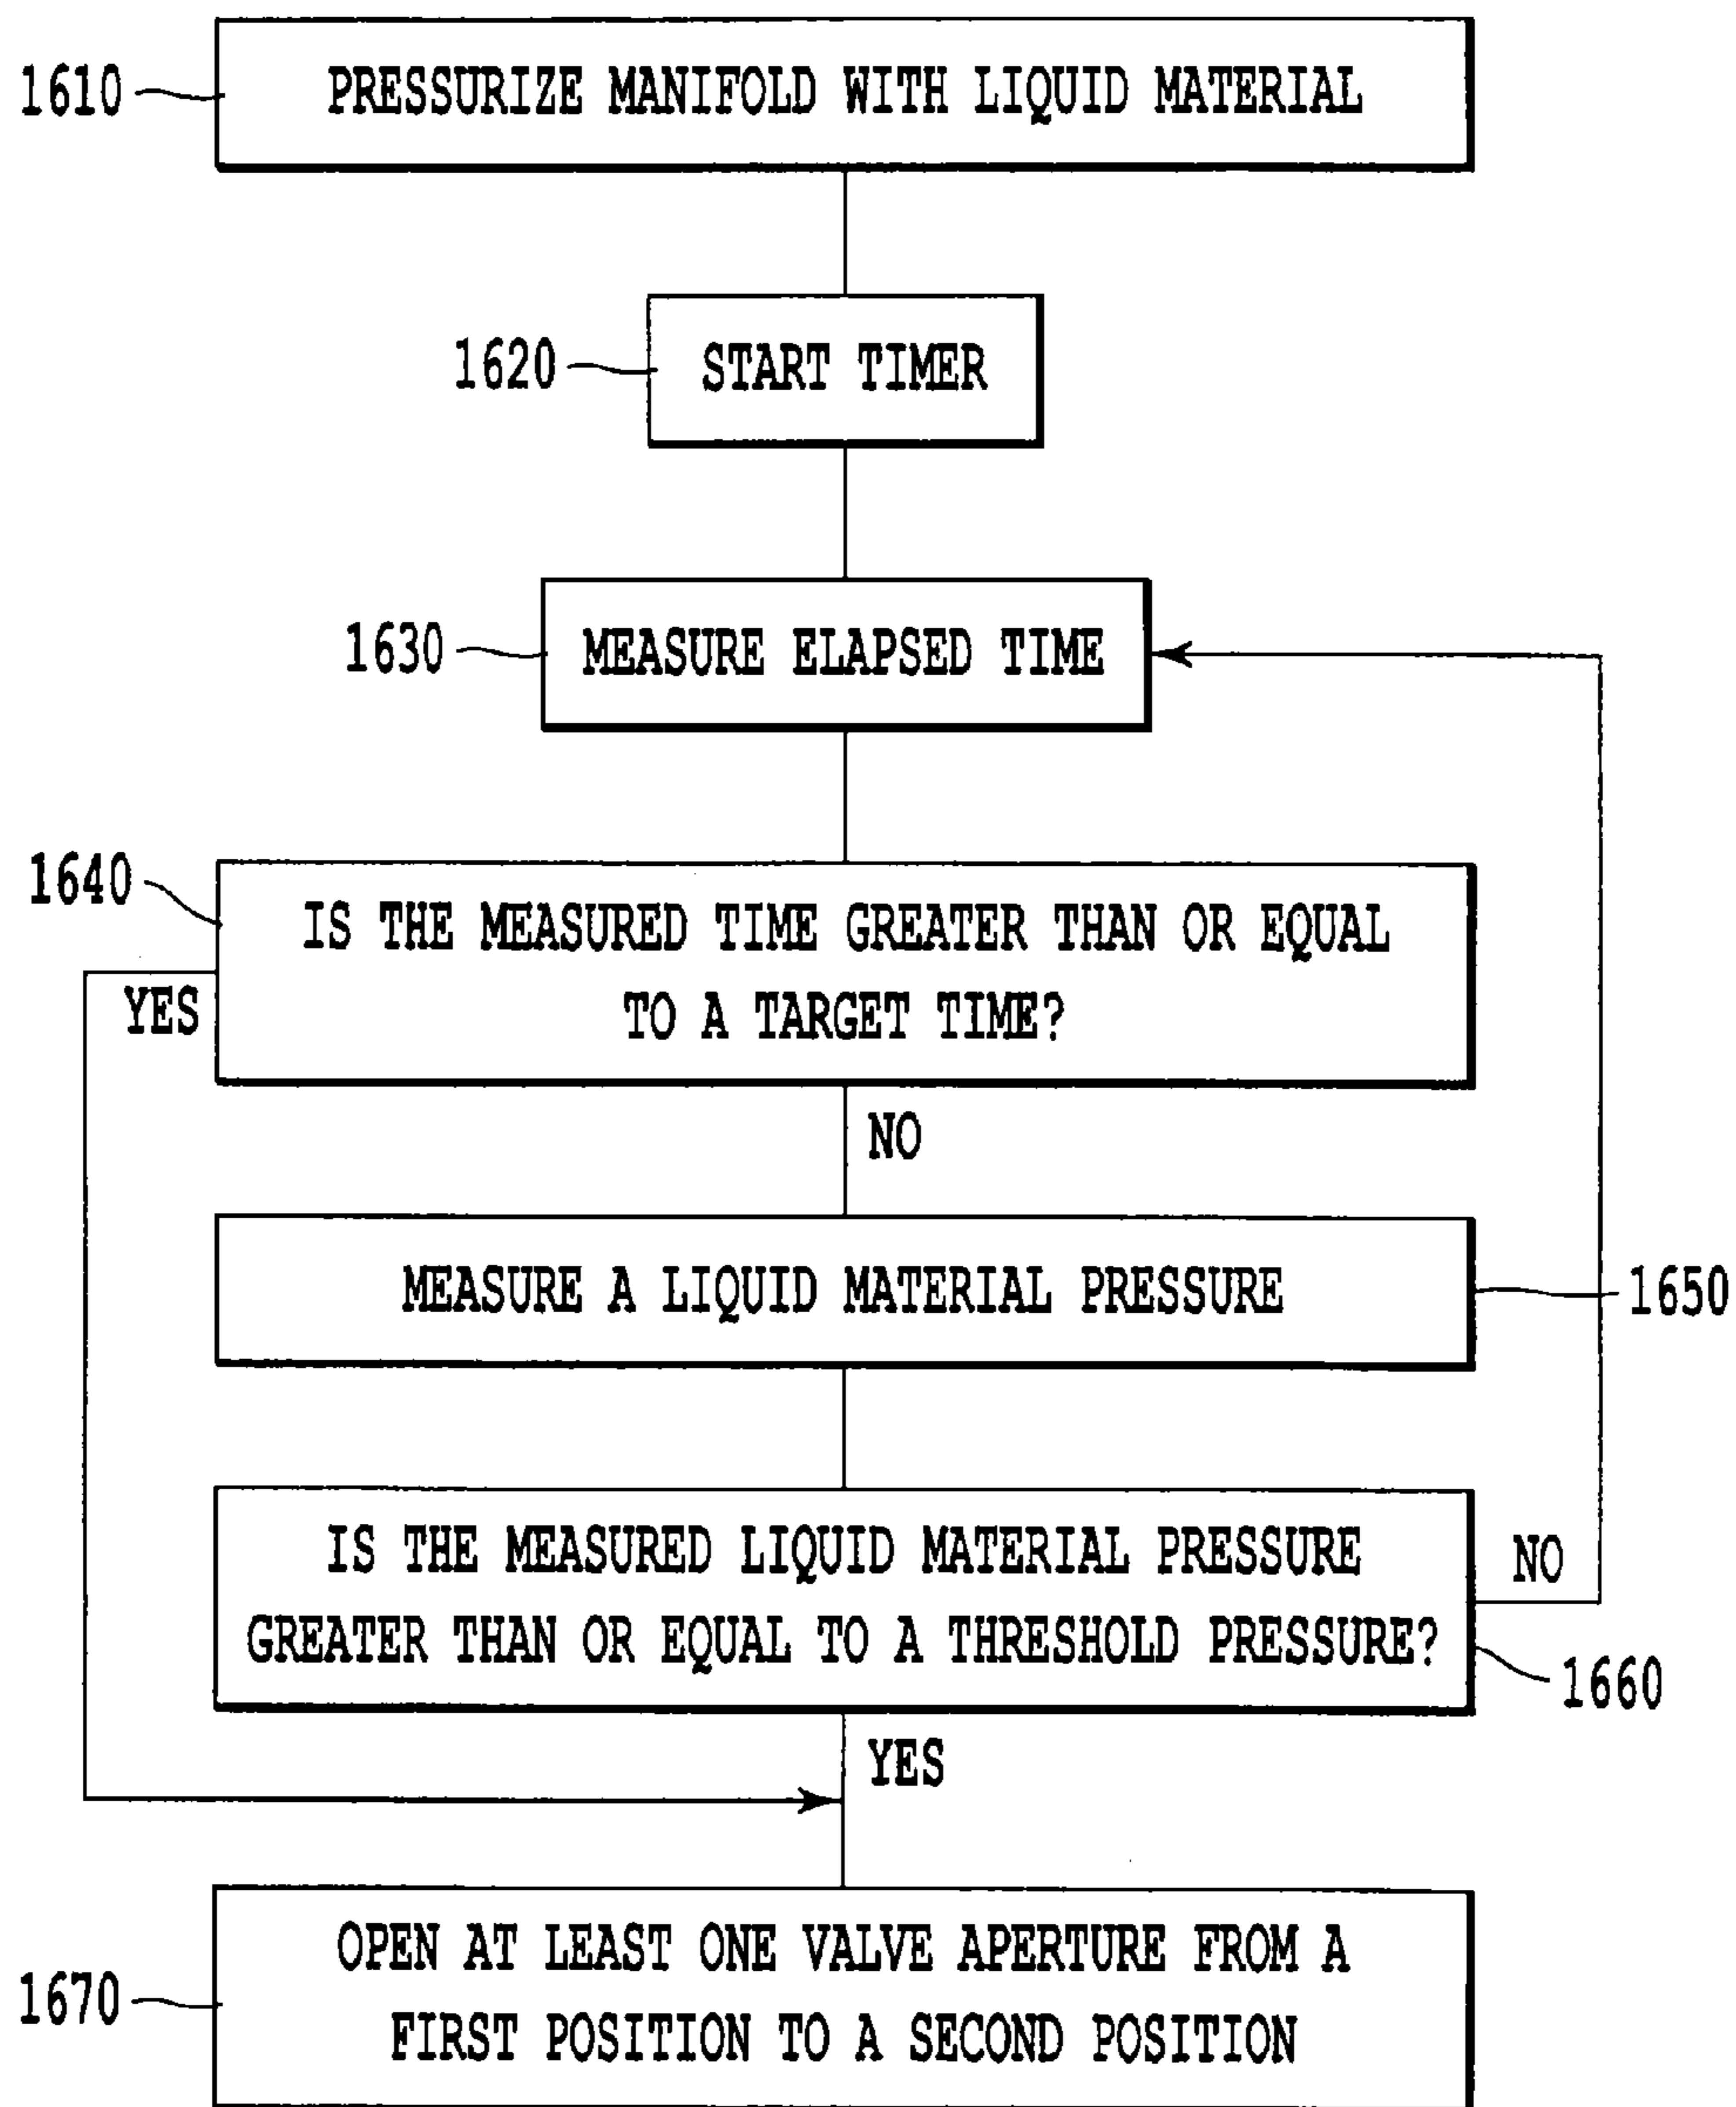 1610
PRESSURIZE MANIFOLD WITH LIQUID MATERIAL
1620
START TIMER
1630
MEASURE ELAPSED TIME
1640
IS THE MEASURED TIME GREATER THAN OR EQUAL
TO A TARGET TIME?
YES
NO
MEASURE A LIQUID MATERIAL PRESSURE
1650
IS THE MEASURED LIQUID MATERIAL PRESSURE
GREATER THAN OR EQUAL TO A THRESHOLD PRESSURE?
NO
1660
YES
OPEN AT LEAST ONE VALVE APERTURE FROM A
FIRST POSITION TO A SECOND POSITION
1670